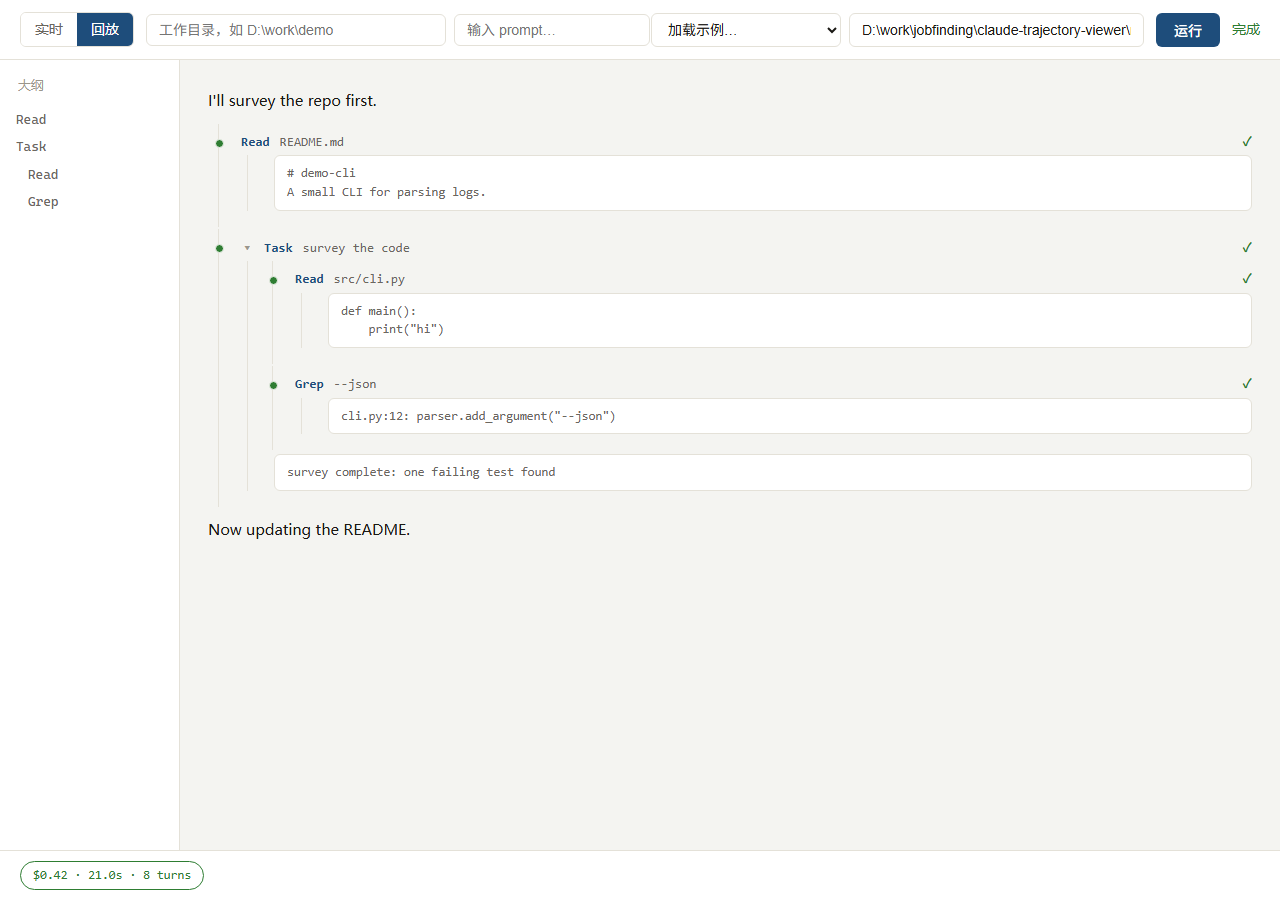 实时
回放
工作目录，如 D:\work\demo
输入 prompt…
加载示例…
D:\work\jobfinding\claude-trajectory-viewer\
运行
完成
大纲
Read
Task
Read
Grep
I'll survey the repo first.
Read README.md ✓
# demo-cli
A small CLI for parsing logs.
Task survey the code ✓
Read src/cli.py ✓
def main():
    print("hi")
Grep --json ✓
cli.py:12: parser.add_argument("--json")
survey complete: one failing test found
Now updating the README.
$0.42 · 21.0s · 8 turns